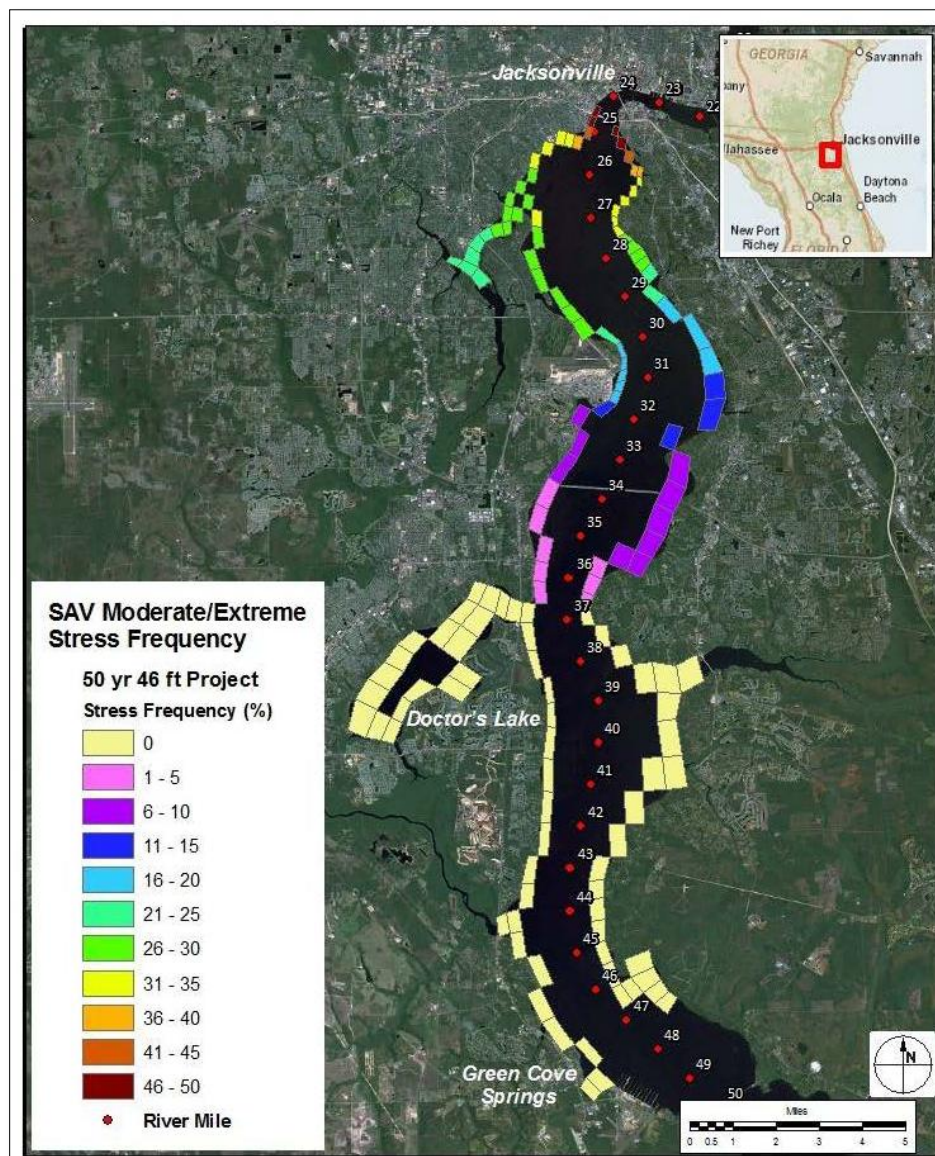 Jacksonville
24
23
22
25
26
27
28
29
30
31
32
33
34
35
36
37
38
39
40
41
42
43
44
45
46
47
48
49
50
Doctor's Lake
Green Cove
Springs
GEORGIA
Savannah
Jacksonville
Daytona
Beach
Ocala
New Port
Richey
SAV Moderate/Extreme
Stress Frequency
50 yr 46 ft Project
Stress Frequency (%)
0
1 - 5
6 - 10
11 - 15
16 - 20
21 - 25
26 - 30
31 - 35
36 - 40
41 - 45
46 - 50
River Mile
N
Miles
0 0.5 1 2 3 4 5